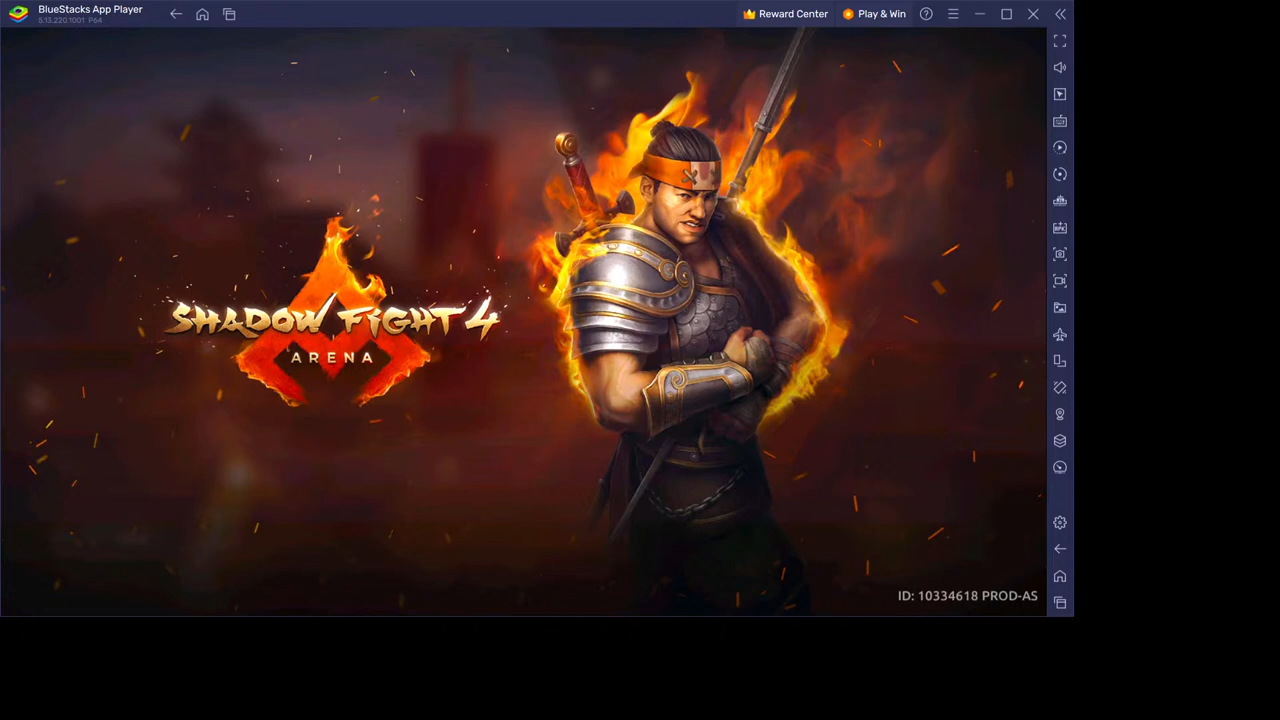 BlueStacks App Player
5.13.220.1001 P64
Reward Center
Play & Win
SHADOW FIGHT 4
ARENA
ID: 10334618 PROD-AS